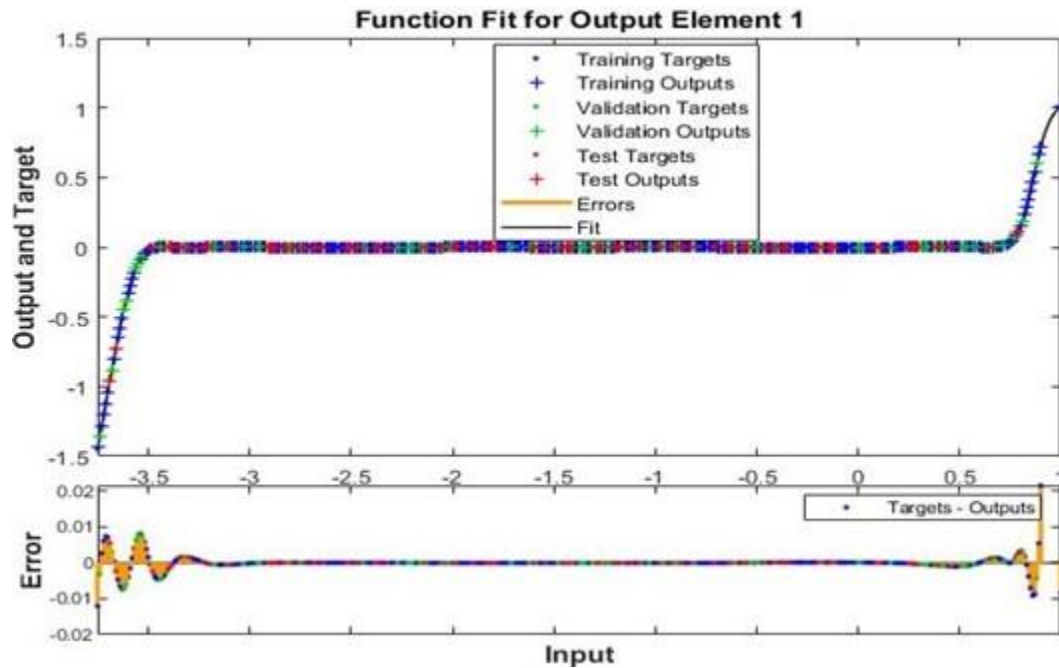 Function Fit for Output Element 1
1.5
1
0.5
0
-0.5
-1
-1.5
Output and Target
Training Targets
Training Outputs
Validation Targets
Validation Outputs
Test Targets
Test Outputs
Errors
Fit
-3.5 -3 -2.5 -2 -1.5 -1 -0.5 0 0.5
0.02
0.01
0
-0.01
-0.02
Error
Targets - Outputs
Input